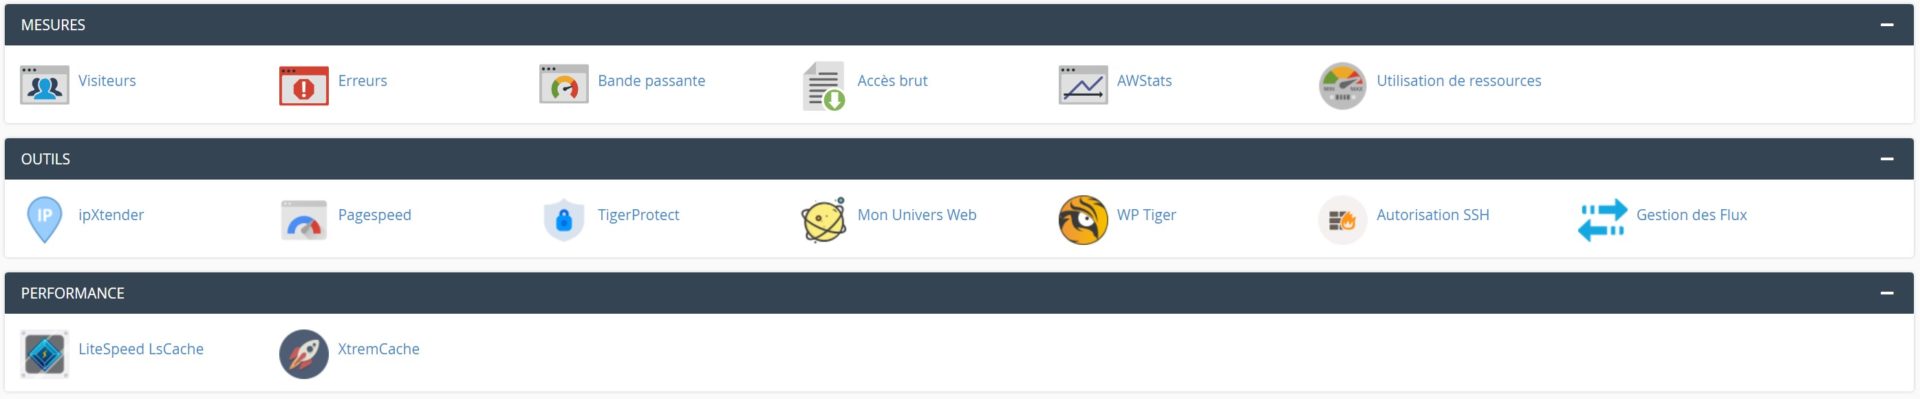 MESURES
Visiteurs
Erreurs
Bande passante
Accès brut
AWStats
Utilisation de ressources
OUTILS
IP
ipXtender
Pagespeed
TigerProtect
Mon Univers Web
WP Tiger
Autorisation SSH
Gestion des Flux
PERFORMANCE
LiteSpeed LsCache
XtremCache